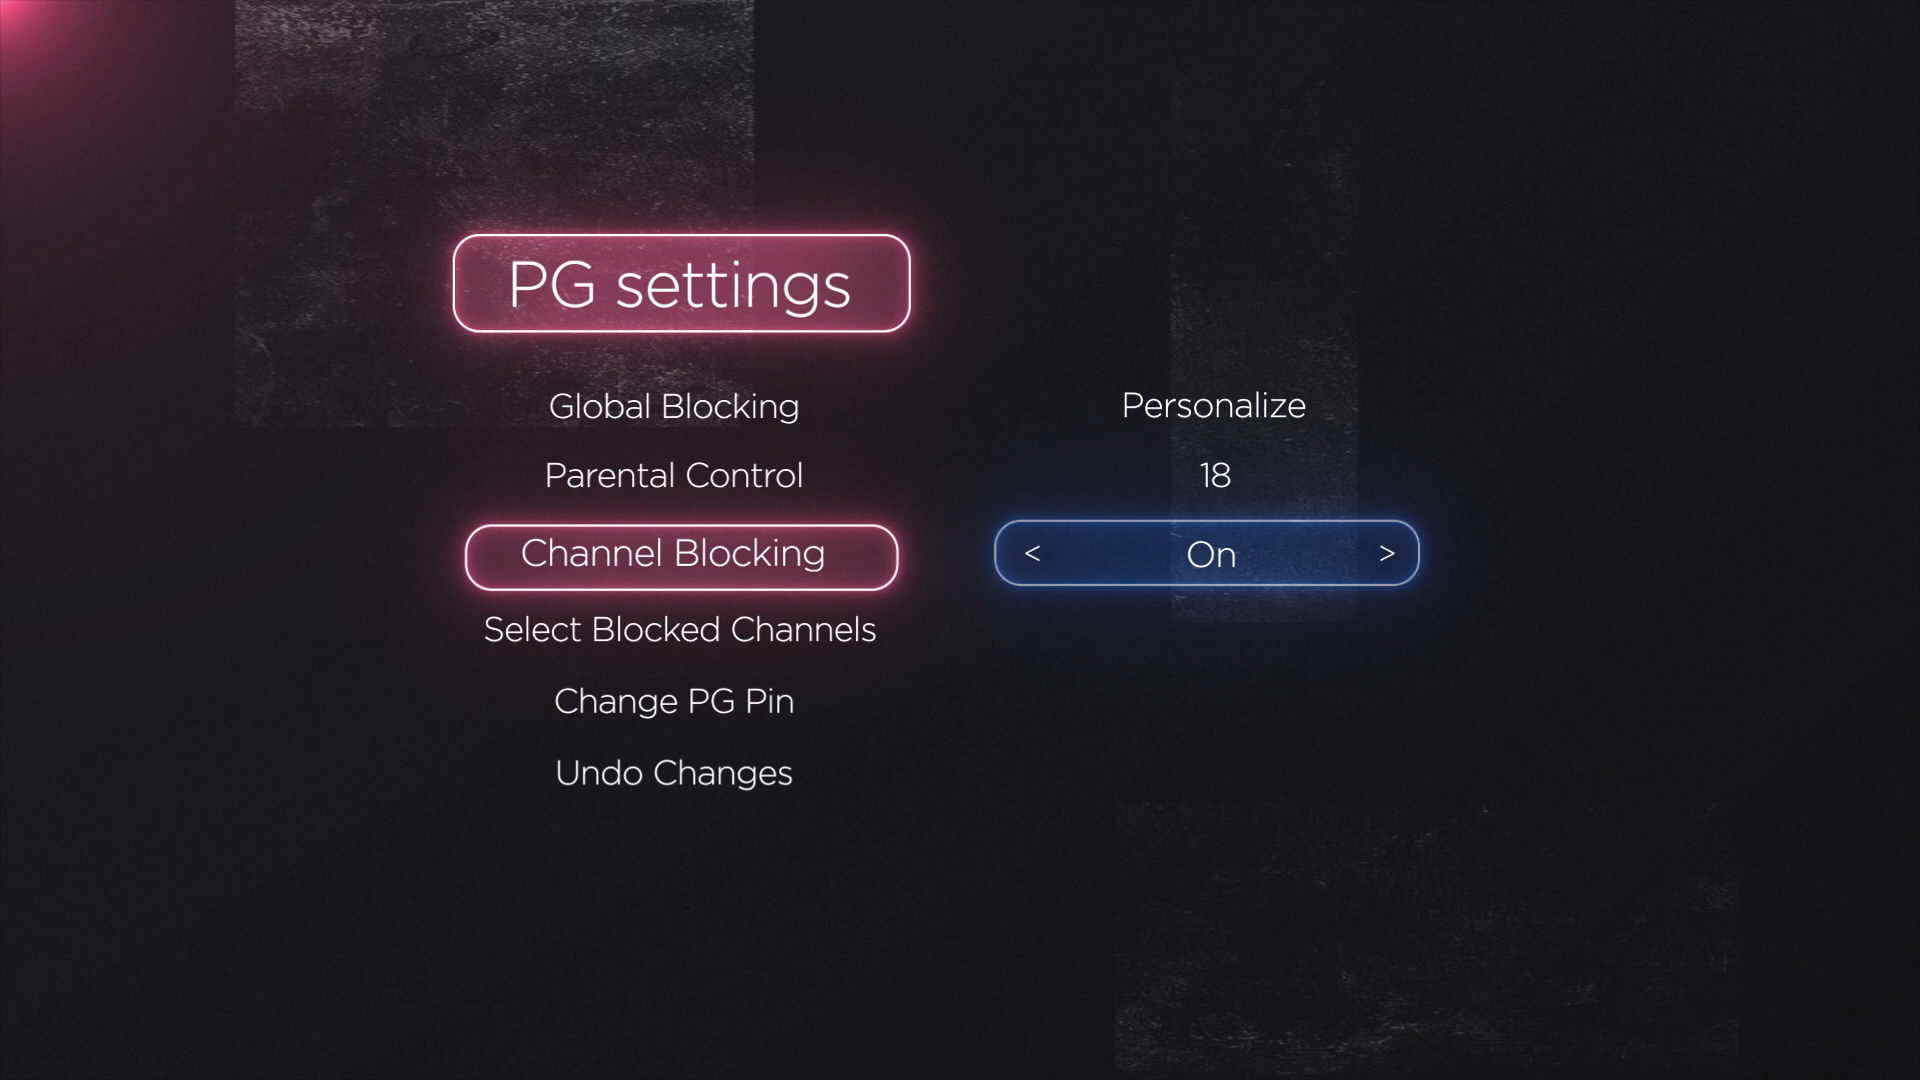 PG settings
Global Blocking Personalize
Parental Control 18
Channel Blocking < On >
Select Blocked Channels
Change PG Pin
Undo Changes